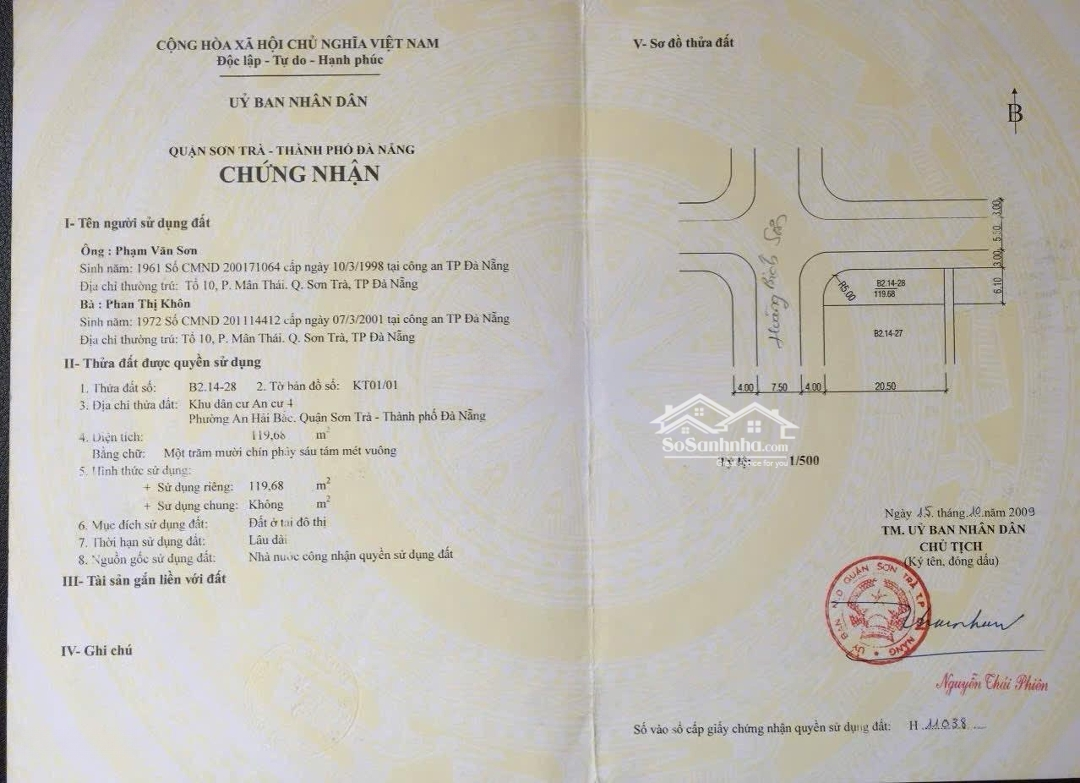 CỘNG HÒA XÃ HỘI CHỦ NGHĨA VIỆT NAM
Độc lập - Tự do - Hạnh phúc
UỶ BAN NHÂN DÂN
QUẬN SƠN TRÀ - THÀNH PHỐ ĐÀ NẴNG
CHỨNG NHẬN
I- Tên người sử dụng đất
Ông : Phạm Văn Sơn
Sinh năm: 1961 Số CMND 200171064 cấp ngày 10/3/1998 tại công an TP Đà Nẵng
Địa chỉ thường trú: Tổ 10, P. Mân Thái. Q. Sơn Trà, TP Đà Nẵng
Bà : Phan Thị Khôn
Sinh năm: 1972 Số CMND 201114412 cấp ngày 07/3/2001 tại công an TP Đà Nẵng
Địa chỉ thường trú: Tổ 10, P. Mân Thái. Q. Sơn Trà, TP Đà Nẵng
II- Thửa đất được quyền sử dụng
1. Thửa đất số: B2.14-28 2. Tờ bản đồ số: KT01/01
3. Địa chỉ thửa đất: Khu dân cư An cư 4
Phường An Hải Bắc. Quận Sơn Trà - Thành phố Đà Nẵng
4. Diện tích: 119,68 m2
Bằng chữ: Một trăm mười chín phảy sáu tám mét vuông
5. Hình thức sử dụng:
+ Sử dụng riêng: 119,68 m2
+ Sử dụng chung: Không m2
6. Mục đích sử dụng đất: Đất ở tại đô thị
7. Thời hạn sử dụng đất: Lâu dài
8. Nguồn gốc sử dụng đất: Nhà nước công nhận quyền sử dụng đất
III- Tài sản gắn liền với đất
IV- Ghi chú
V- Sơ đồ thửa đất
B
Hoàng Bích Sơn
3.00
5.50
3.00
6.10
R5.00
B2.14-28
119.68
B2.14-27
4.00 7.50 4.00 20.50
SoSanhnha.com
Tỷ lệ: 1/500
Ngày 15 tháng 10 năm 2009
TM. UỶ BAN NHÂN DÂN
CHỦ TỊCH
(Ký tên, đóng dấu)
UỶ BAN N.D QUẬN SƠN TRÀ T.P ĐÀ NẴNG
Nguyễn Thái Phiên
Số vào sổ cấp giấy chứng nhận quyền sử dụng đất: H 11038